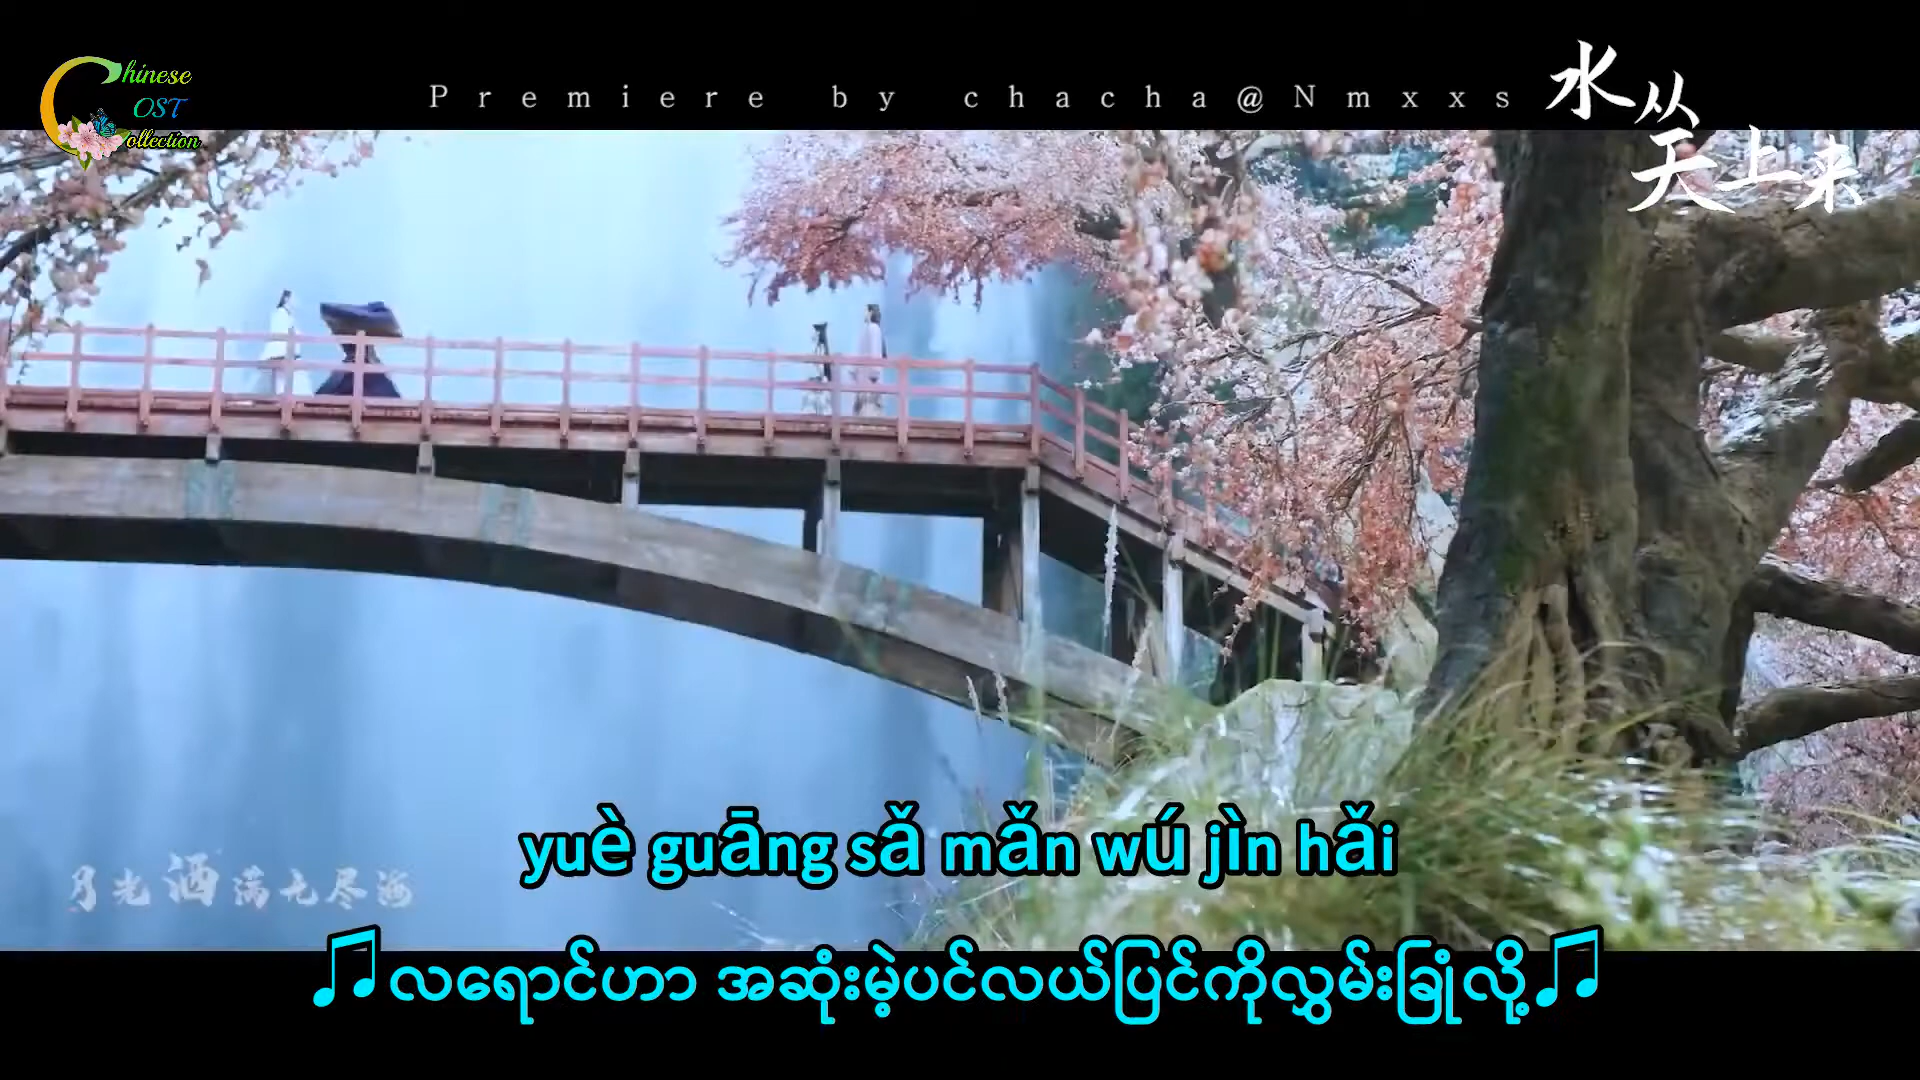 Chinese
OST
Collection
Premiere by chacha@Nmxxs
水从
天上来
yuè guāng sǎ mǎn wú jìn hǎi
月光洒满无尽海
♫လရောင်ဟာ အဆုံးမဲ့ပင်လယ်ပြင်ကိုလွှမ်းခြုံလို့♫